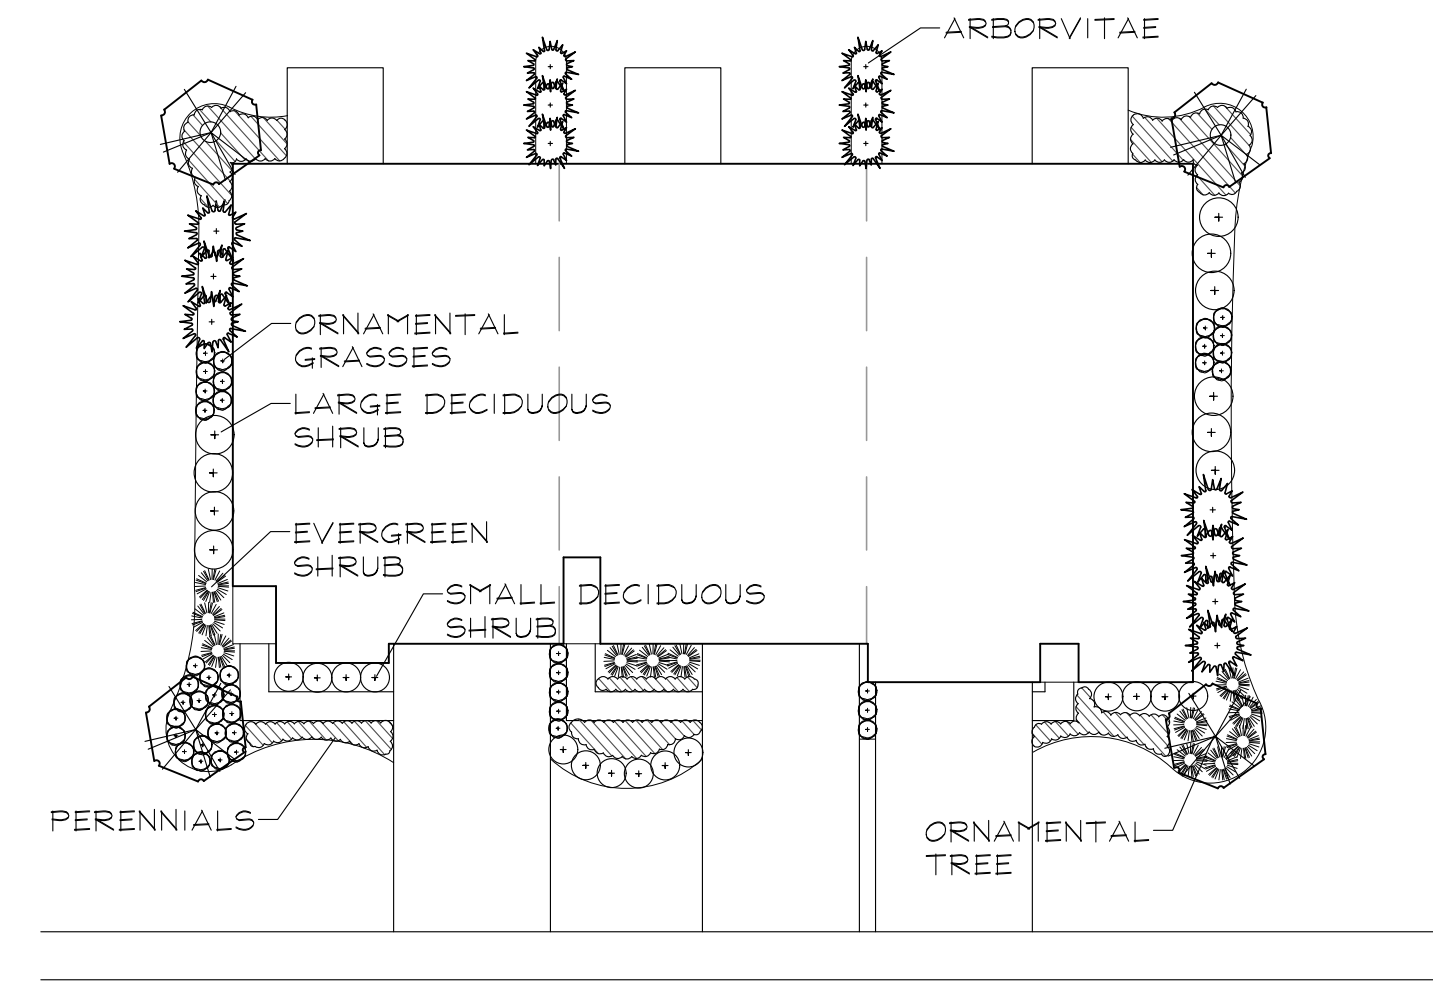 ARBORVITAE
ORNAMENTAL
GRASSES
LARGE DECIDUOUS
SHRUB
EVERGREEN
SHRUB
SMALL DECIDUOUS
SHRUB
PERENNIALS
ORNAMENTAL
TREE